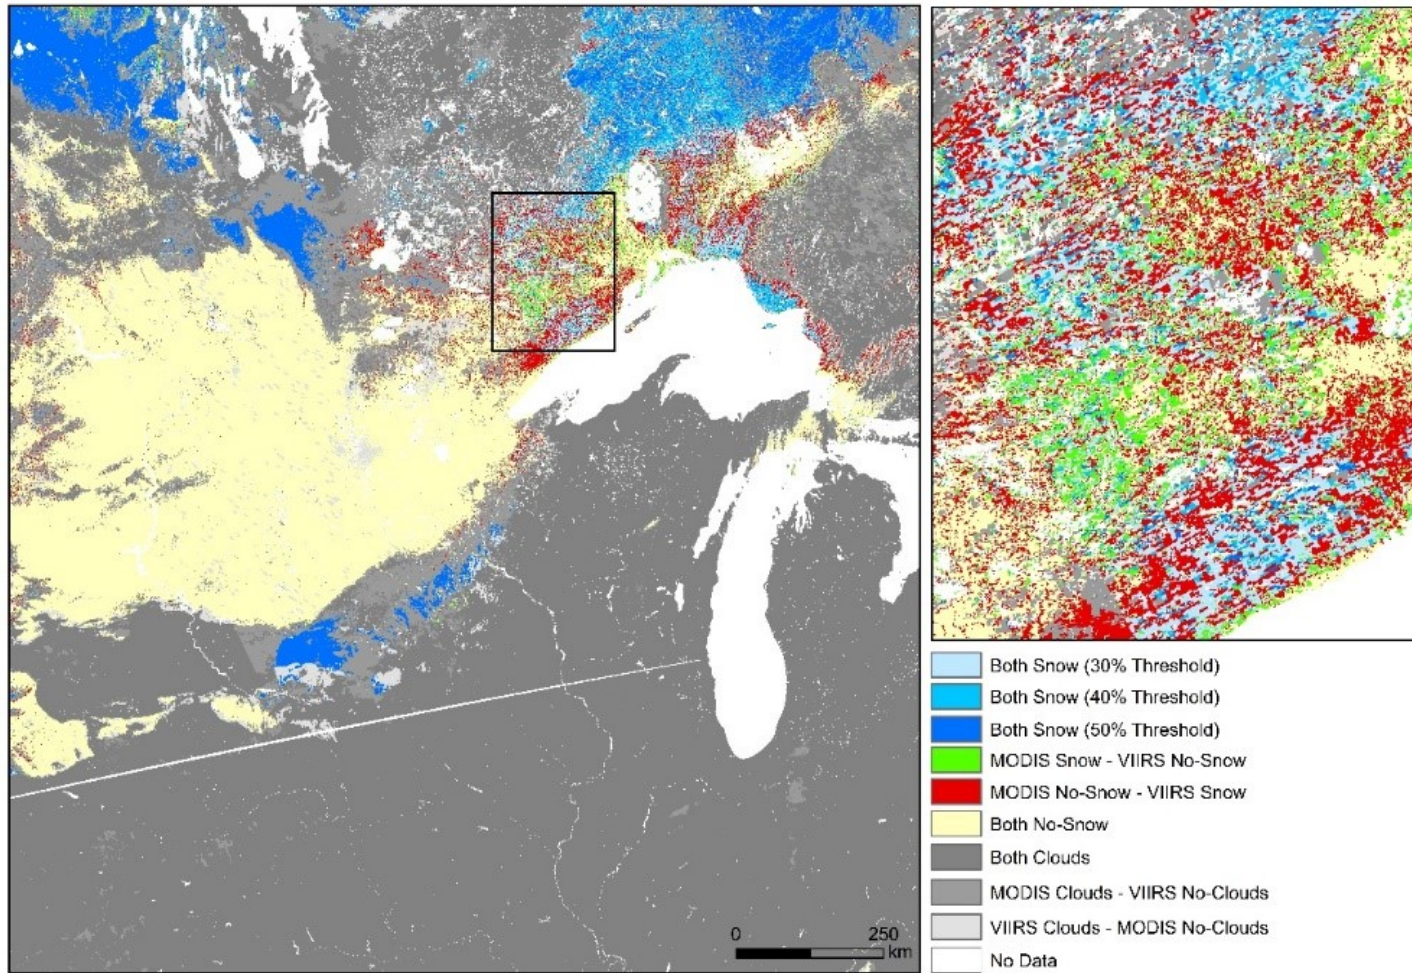 Both Snow (30% Threshold)
Both Snow (40% Threshold)
Both Snow (50% Threshold)
MODIS Snow - VIIRS No-Snow
MODIS No-Snow - VIIRS Snow
Both No-Snow
Both Clouds
MODIS Clouds - VIIRS No-Clouds
VIIRS Clouds - MODIS No-Clouds
No Data
0 250
km